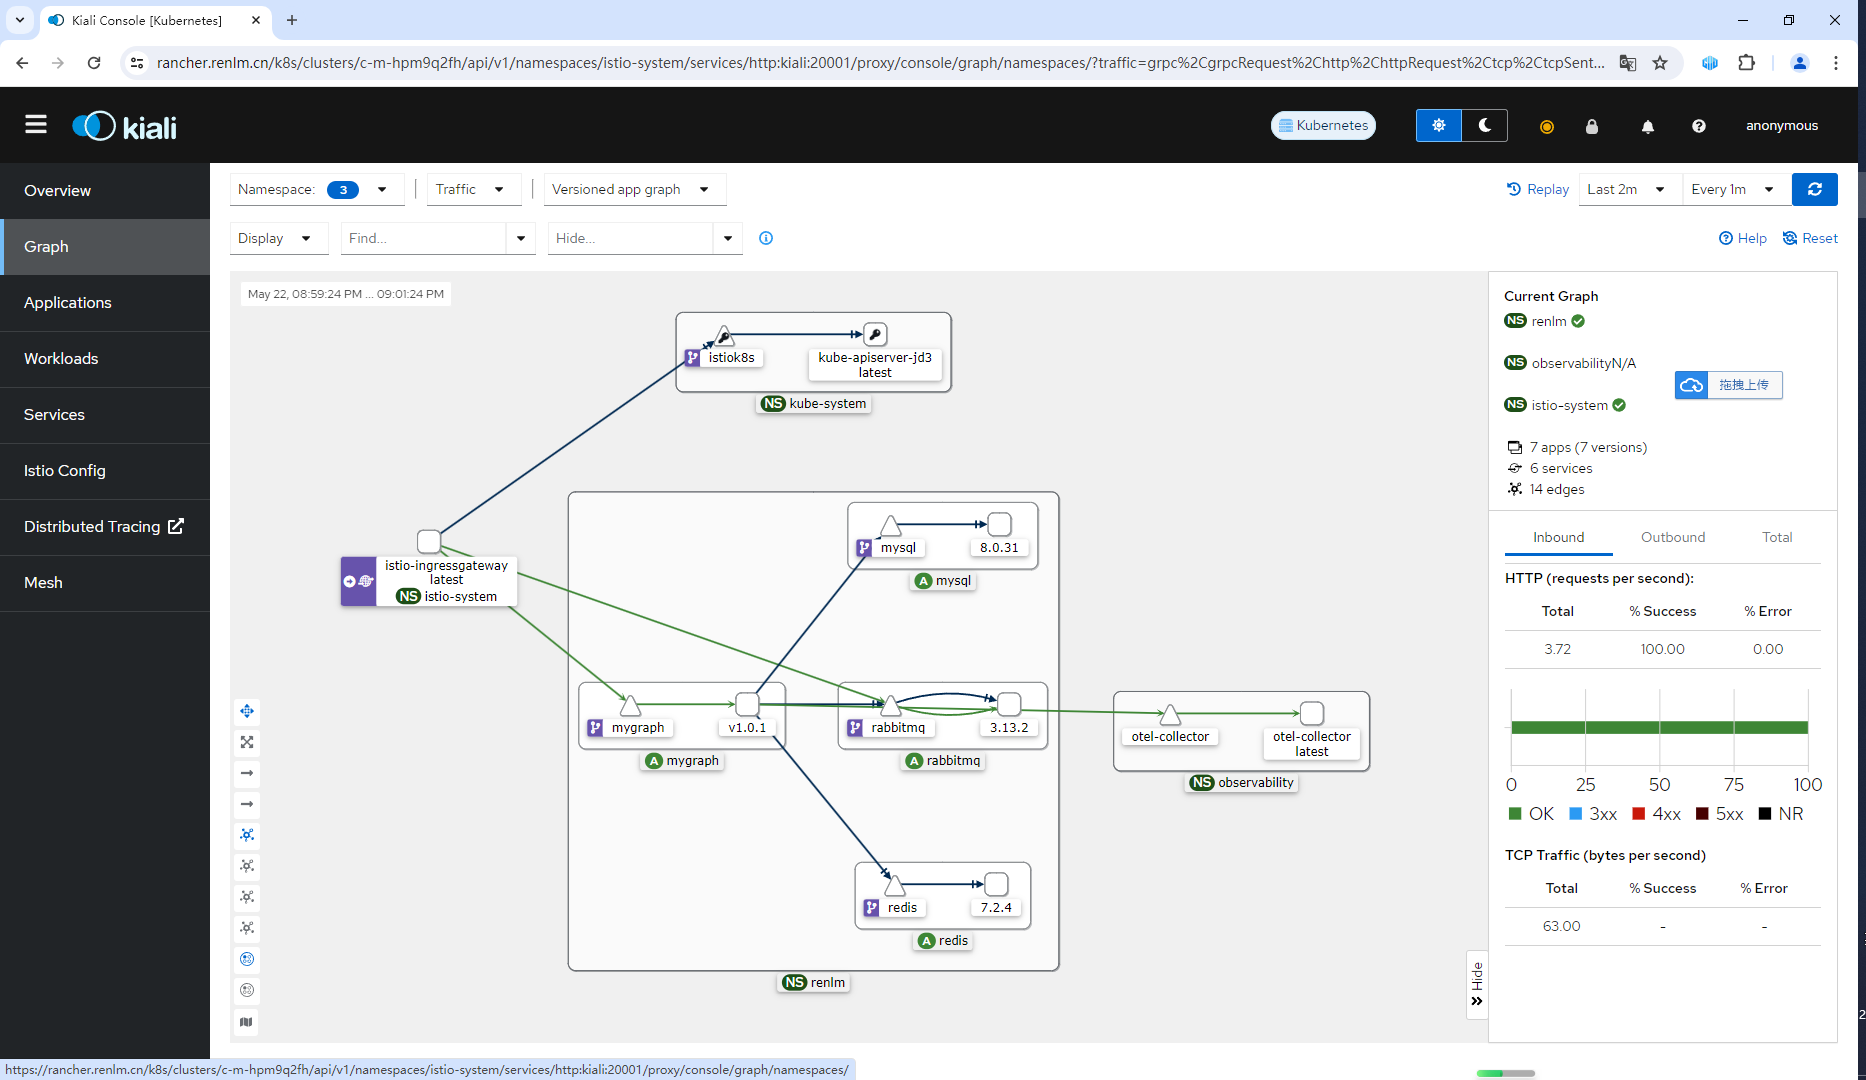 Kiali Console [Kubernetes]
rancher.renlm.cn/k8s/clusters/c-m-hpm9q2fh/api/v1/namespaces/istio-system/services/http:kiali:20001/proxy/console/graph/namespaces/?traffic=grpc%2CgrpcRequest%2Chttp%2ChttpRequest%2Ctcp%2CtcpSent...
kiali
Kubernetes
anonymous
Overview
Graph
Applications
Workloads
Services
Istio Config
Distributed Tracing
Mesh
Namespace: 3
Traffic
Versioned app graph
Replay
Last 2m
Every 1m
Display
Find...
Hide...
Help
Reset
May 22, 08:59:24 PM ... 09:01:24 PM
istiok8s
kube-apiserver-jd3
latest
NS kube-system
istio-ingressgateway
latest
NS istio-system
mysql
8.0.31
A mysql
mygraph
v1.0.1
A mygraph
rabbitmq
3.13.2
A rabbitmq
otel-collector
otel-collector
latest
NS observability
redis
7.2.4
A redis
NS renlm
Current Graph
NS renlm
NS observabilityN/A
拖拽上传
NS istio-system
7 apps (7 versions)
6 services
14 edges
Inbound
Outbound
Total
HTTP (requests per second):
Total % Success % Error
3.72 100.00 0.00
0 25 50 75 100
OK 3xx 4xx 5xx NR
TCP Traffic (bytes per second)
Total % Success % Error
63.00 - -
Hide
https://rancher.renlm.cn/k8s/clusters/c-m-hpm9q2fh/api/v1/namespaces/istio-system/services/http:kiali:20001/proxy/console/graph/namespaces/